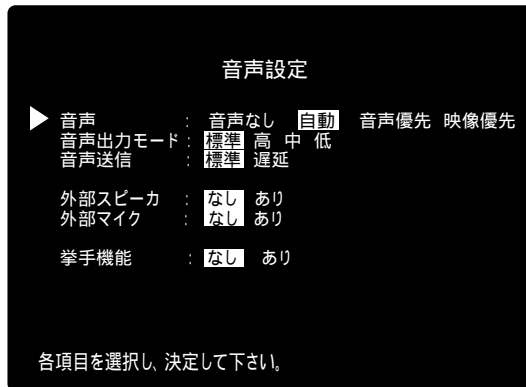 音声設定
音声 : 音声なし 自動 音声優先 映像優先
音声出力モード : 標準 高 中 低
音声送信 : 標準 遅延
外部スピーカ : なし あり
外部マイク : なし あり
挙手機能 : なし あり
各項目を選択し、決定して下さい。